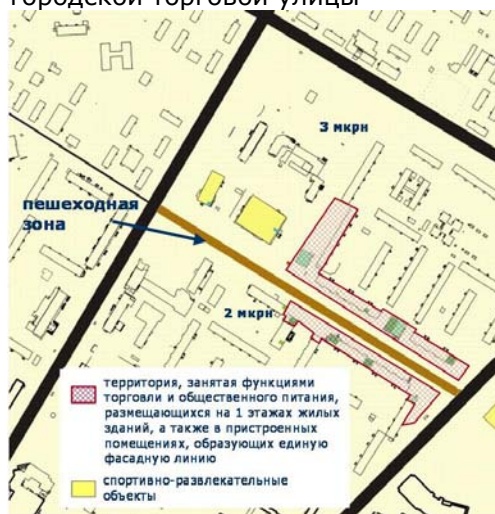 городской торговой улицы
3 мкрн
пешеходная
зона
2 мкрн
территория, занятая функциями
торговли и общественного питания,
размещающихся на 1 этажах жилых
зданий, а также в пристроенных
помещениях, образующих единую
фасадную линию
спортивно-развлекательные
объекты